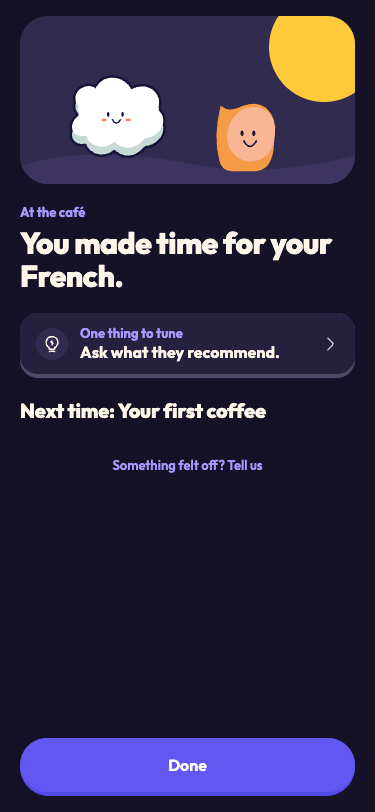 At the café
You made time for your
French.
One thing to tune
Ask what they recommend.
Next time: Your first coffee
Something felt off? Tell us
Done